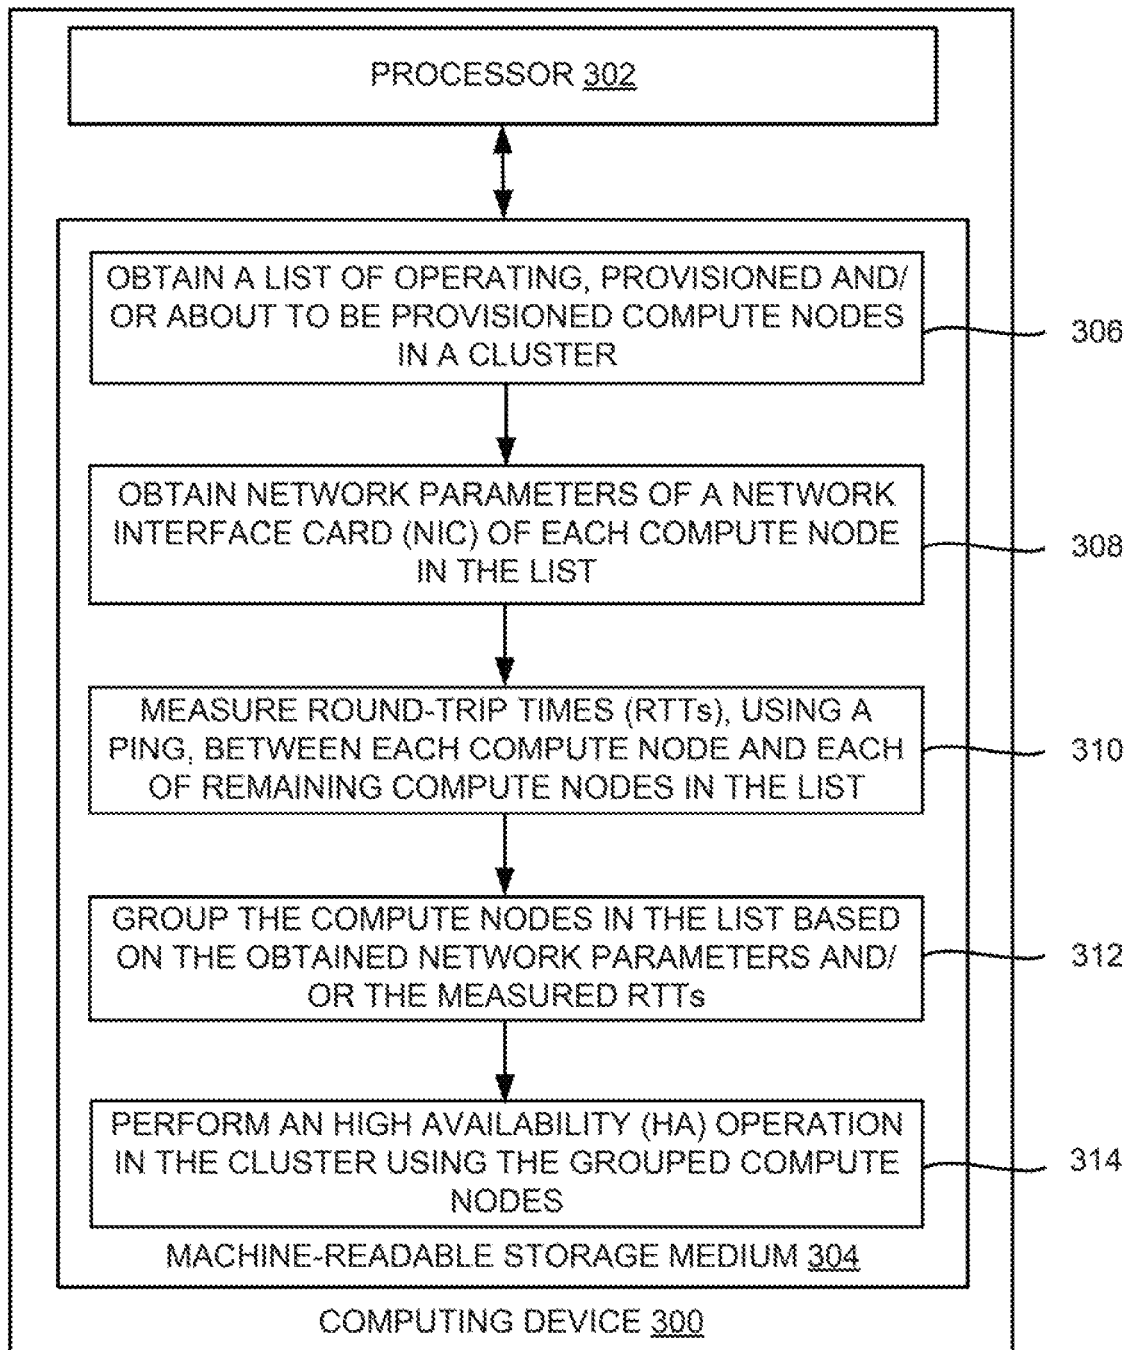 PROCESSOR 302
OBTAIN A LIST OF OPERATING, PROVISIONED AND/
OR ABOUT TO BE PROVISIONED COMPUTE NODES
IN A CLUSTER
306
OBTAIN NETWORK PARAMETERS OF A NETWORK
INTERFACE CARD (NIC) OF EACH COMPUTE NODE
IN THE LIST
308
MEASURE ROUND-TRIP TIMES (RTTs), USING A
PING, BETWEEN EACH COMPUTE NODE AND EACH
OF REMAINING COMPUTE NODES IN THE LIST
310
GROUP THE COMPUTE NODES IN THE LIST BASED
ON THE OBTAINED NETWORK PARAMETERS AND/
OR THE MEASURED RTTs
312
PERFORM AN HIGH AVAILABILITY (HA) OPERATION
IN THE CLUSTER USING THE GROUPED COMPUTE
NODES
314
MACHINE-READABLE STORAGE MEDIUM 304
COMPUTING DEVICE 300